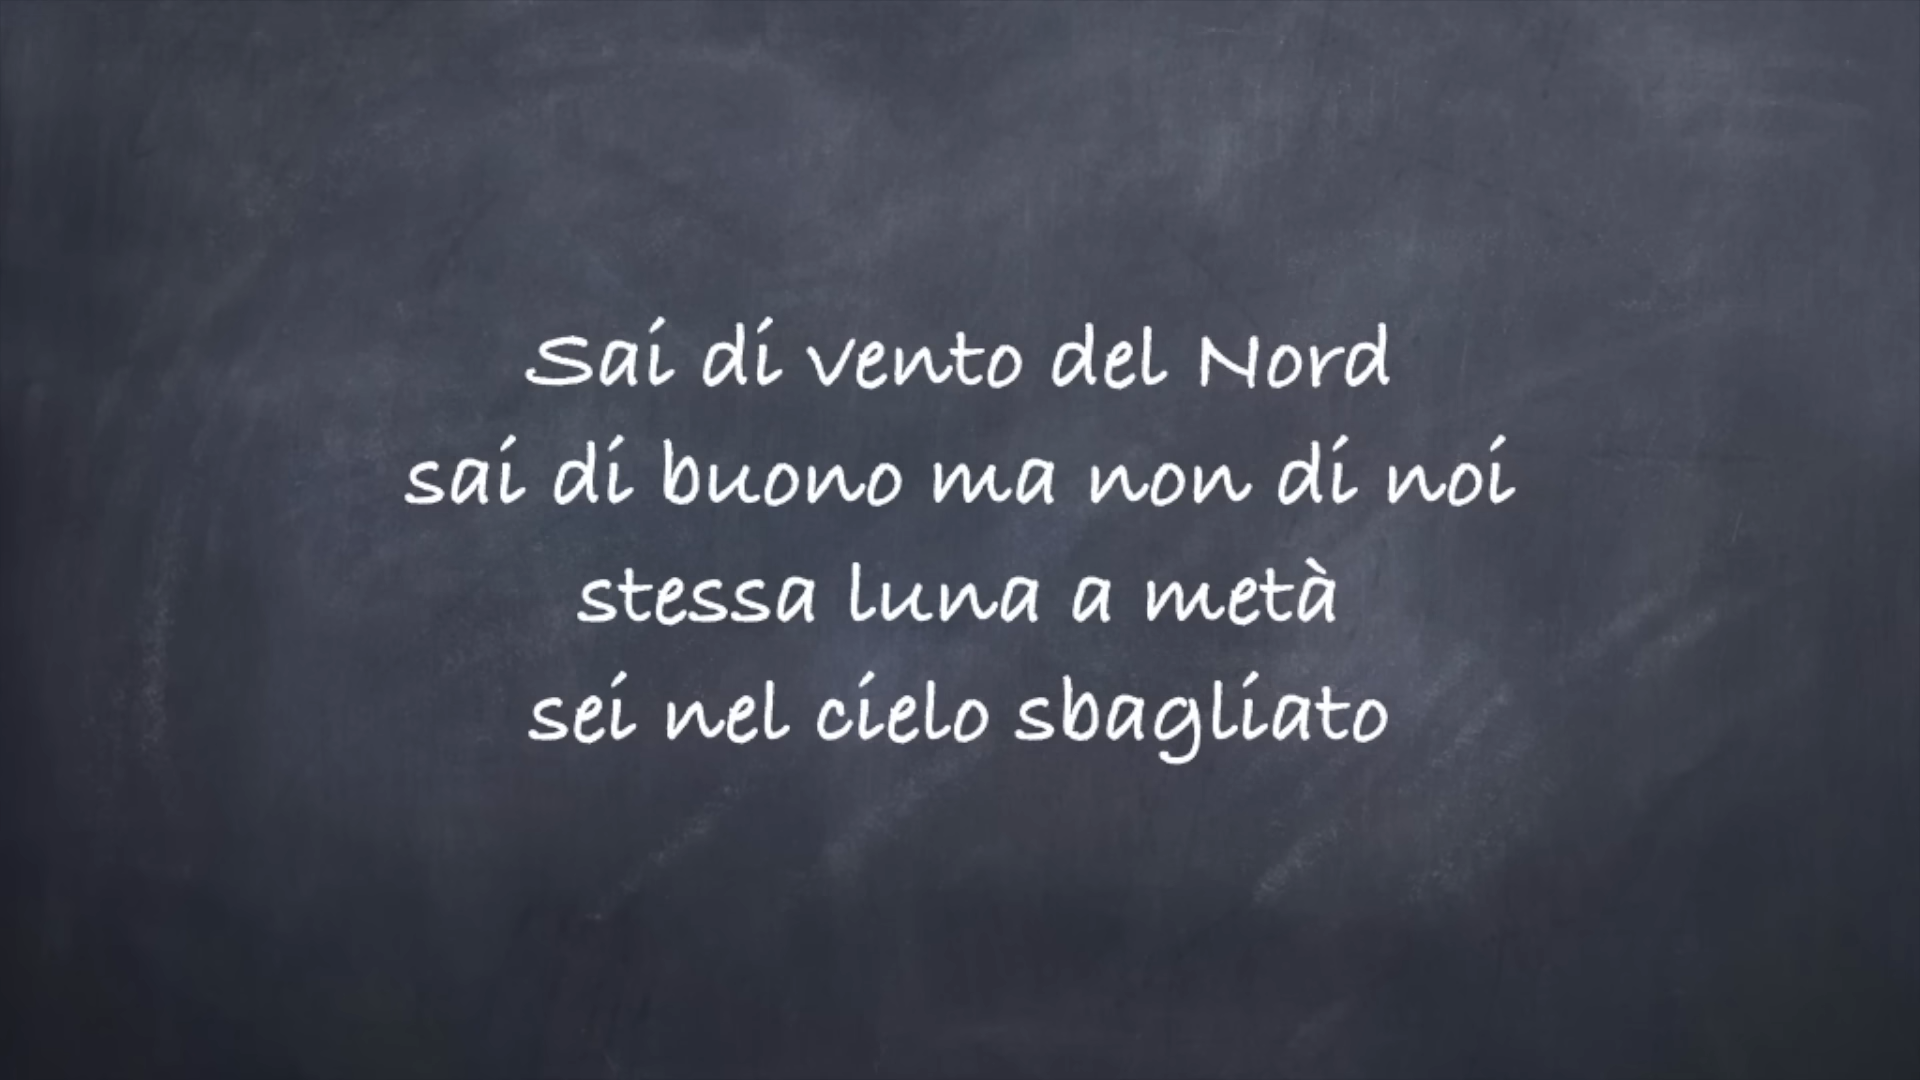 Sai di vento del Nord
sai di buono ma non di noi
stessa luna a metà
sei nel cielo sbagliato